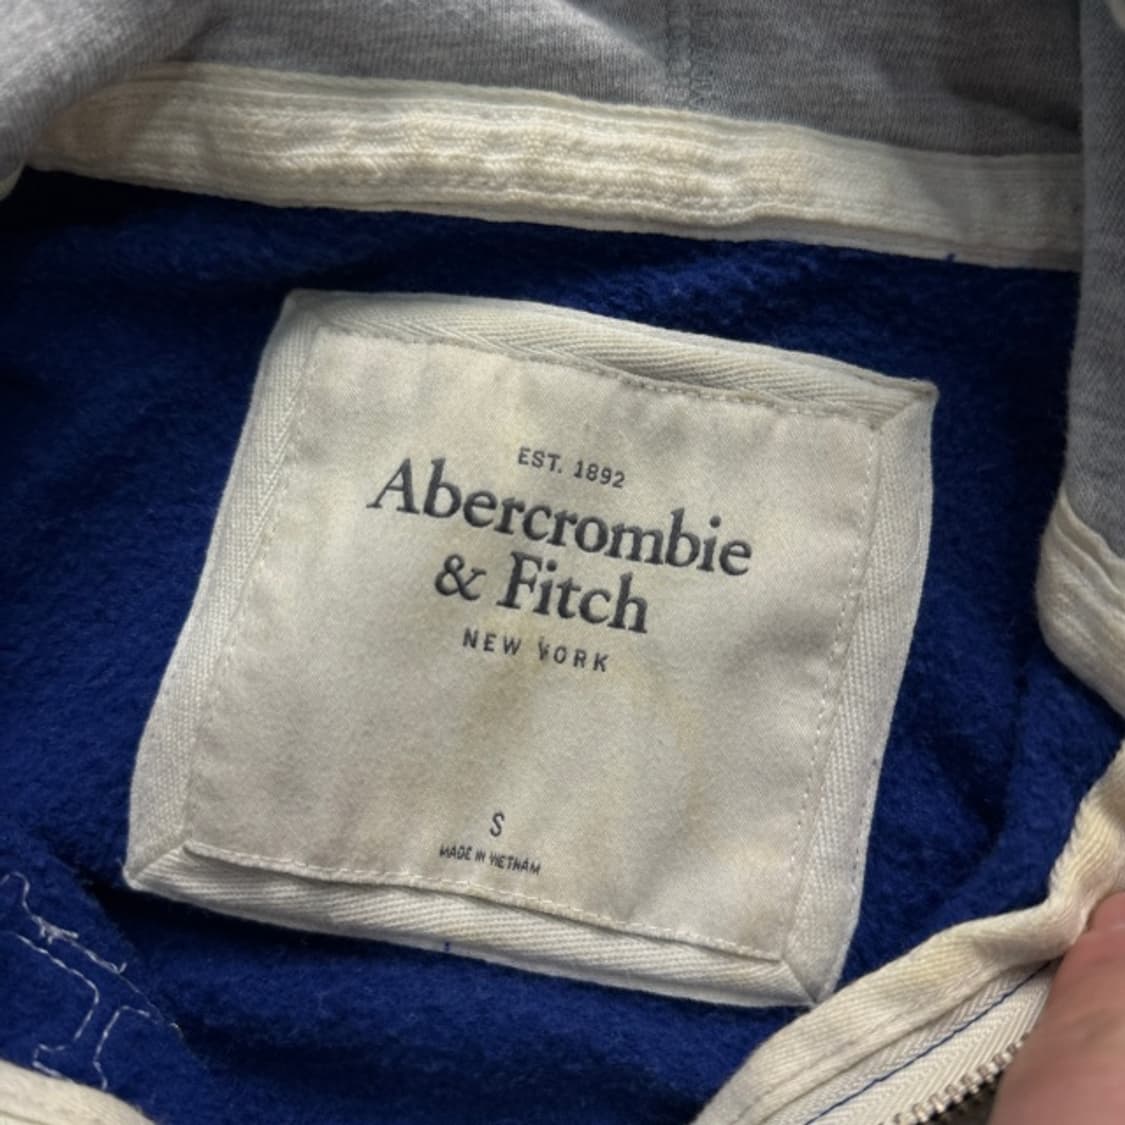 EST. 1892
Abercrombie
& Fitch
NEW YORK
S
MADE IN VIETNAM